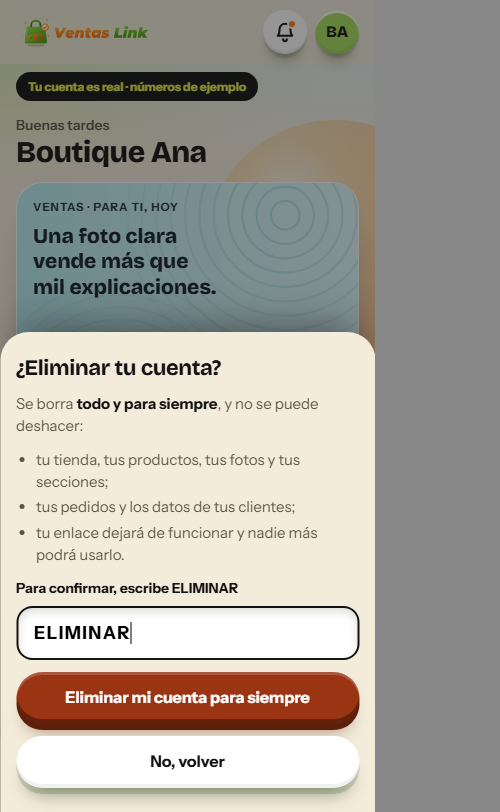 Ventas Link
BA
Tu cuenta es real · números de ejemplo
Buenas tardes
Boutique Ana
VENTAS · PARA TI, HOY
Una foto clara
vende más que
mil explicaciones.
¿Eliminar tu cuenta?
Se borra todo y para siempre, y no se puede
deshacer:
• tu tienda, tus productos, tus fotos y tus
secciones;
• tus pedidos y los datos de tus clientes;
• tu enlace dejará de funcionar y nadie más
podrá usarlo.
Para confirmar, escribe ELIMINAR
ELIMINAR
Eliminar mi cuenta para siempre
No, volver